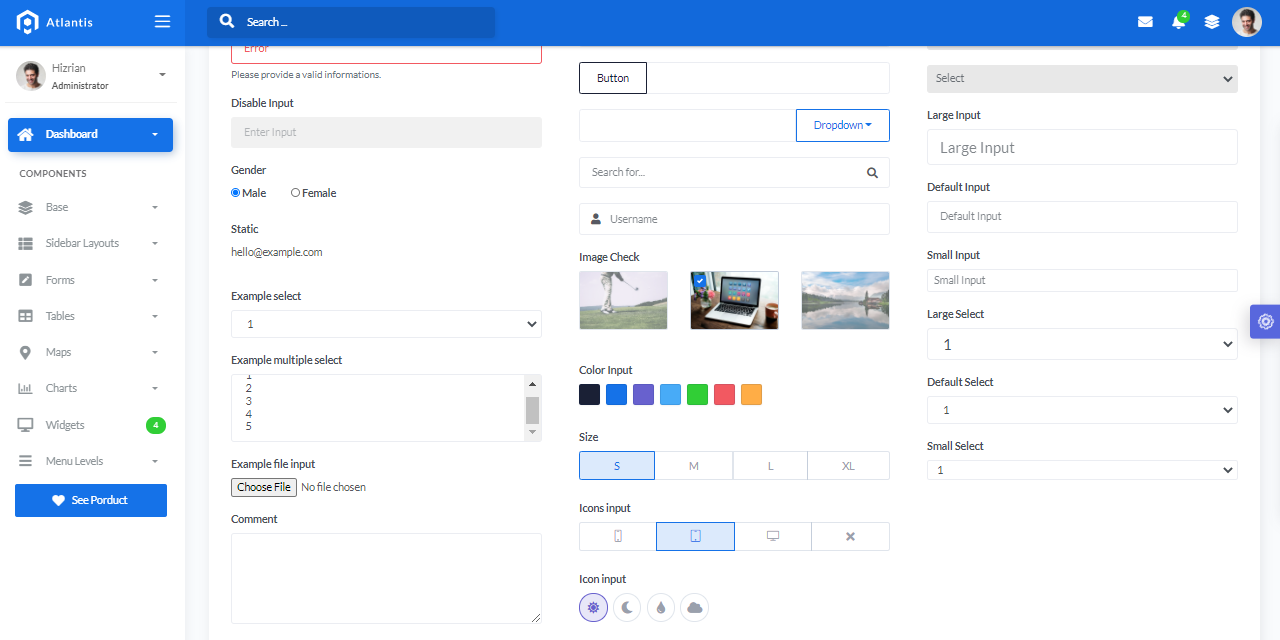 Atlantis
Search ...
4
Hizrian
Administrator
Dashboard
COMPONENTS
Base
Sidebar Layouts
Forms
Tables
Maps
Charts
Widgets
4
Menu Levels
See Porduct
Error
Please provide a valid informations.
Disable Input
Enter Input
Gender
Male
Female
Static
hello@example.com
Example select
1
Example multiple select
1
2
3
4
5
Example file input
Choose File No file chosen
Comment
Button
Dropdown
Search for...
Username
Image Check
Color Input
Size
S
M
L
XL
Icons input
Icon input
Select
Large Input
Large Input
Default Input
Default Input
Small Input
Small Input
Large Select
1
Default Select
1
Small Select
1